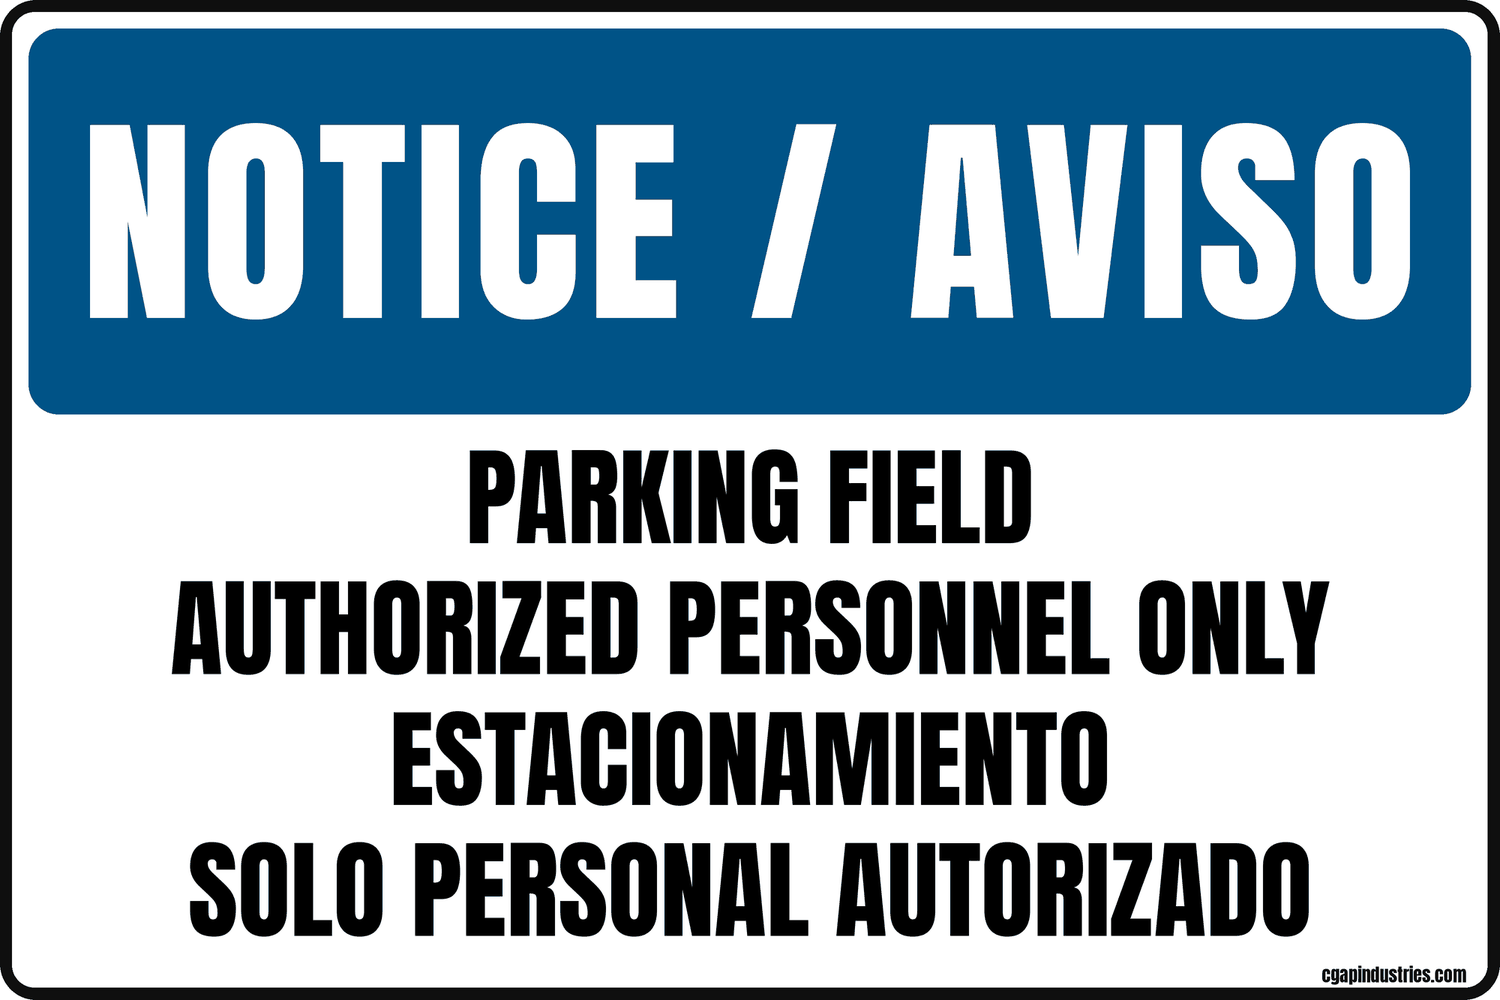 NOTICE / AVISO
PARKING FIELD
AUTHORIZED PERSONNEL ONLY
ESTACIONAMIENTO
SOLO PERSONAL AUTORIZADO
cgapindustries.com